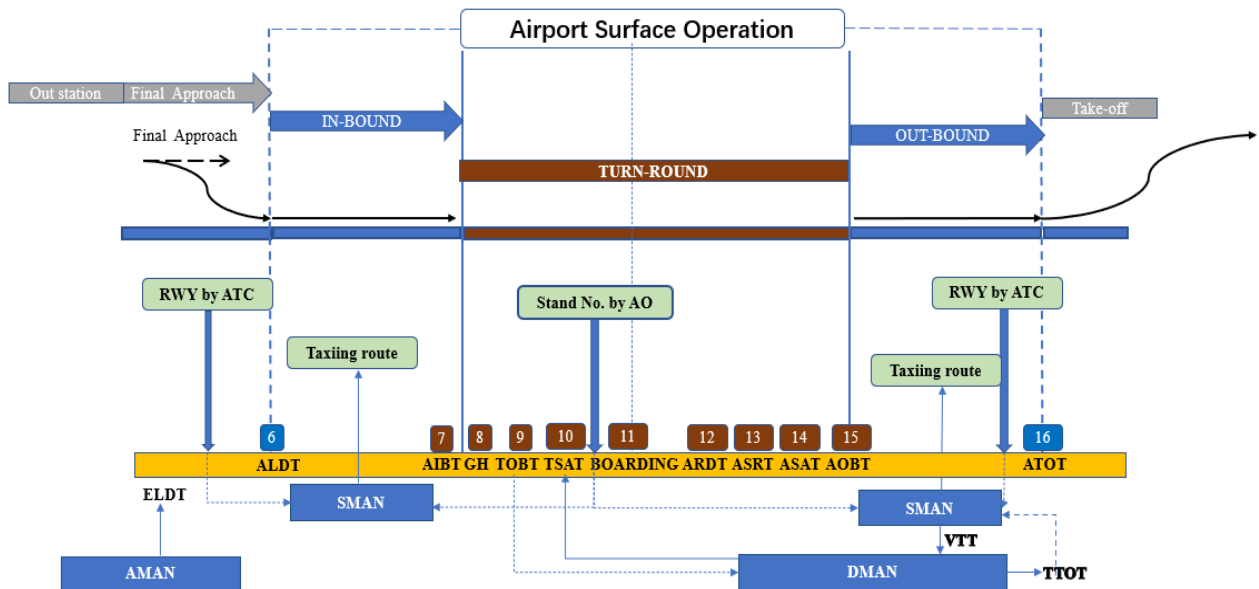 Airport Surface Operation
Out station
Final Approach
IN-BOUND
OUT-BOUND
Take-off
Final Approach
TURN-ROUND
RWY by ATC
Stand No. by AO
RWY by ATC
Taxiing route
Taxiing route
6
7
8
9
10
11
12
13
14
15
16
ALDT
AIBT
GH
TOBT
TSAT
BOARDING
ARDT
ASRT
ASAT
AOBT
ATOT
ELDT
SMAN
SMAN
VTT
AMAN
DMAN
TTOT